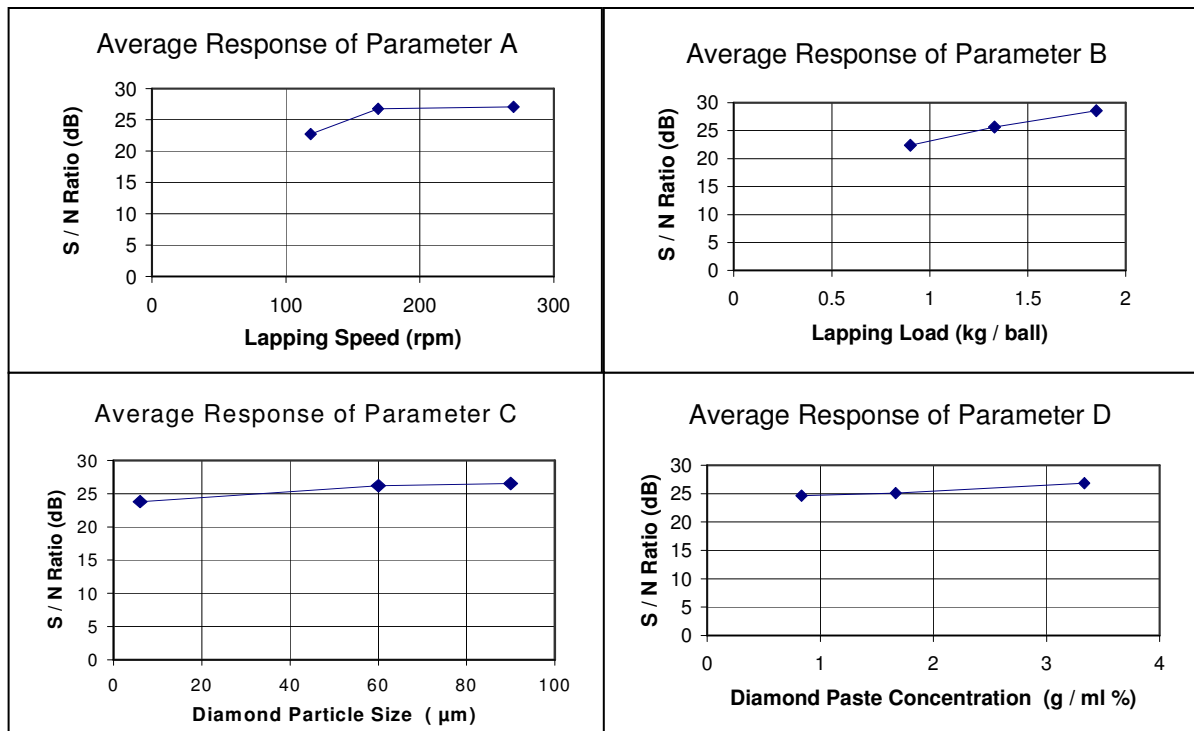 Average Response of Parameter A
30
25
20
15
10
5
0
0 100 200 300
S / N Ratio (dB)
Lapping Speed (rpm)
Average Response of Parameter B
30
25
20
15
10
5
0
0 0.5 1 1.5 2
S / N Ratio (dB)
Lapping Load (kg / ball)
Average Response of Parameter C
30
25
20
15
10
5
0
0 20 40 60 80 100
S / N Ratio (dB)
Diamond Particle Size ( µm)
Average Response of Parameter D
30
25
20
15
10
5
0
0 1 2 3 4
S / N Ratio (dB)
Diamond Paste Concentration (g / ml %)